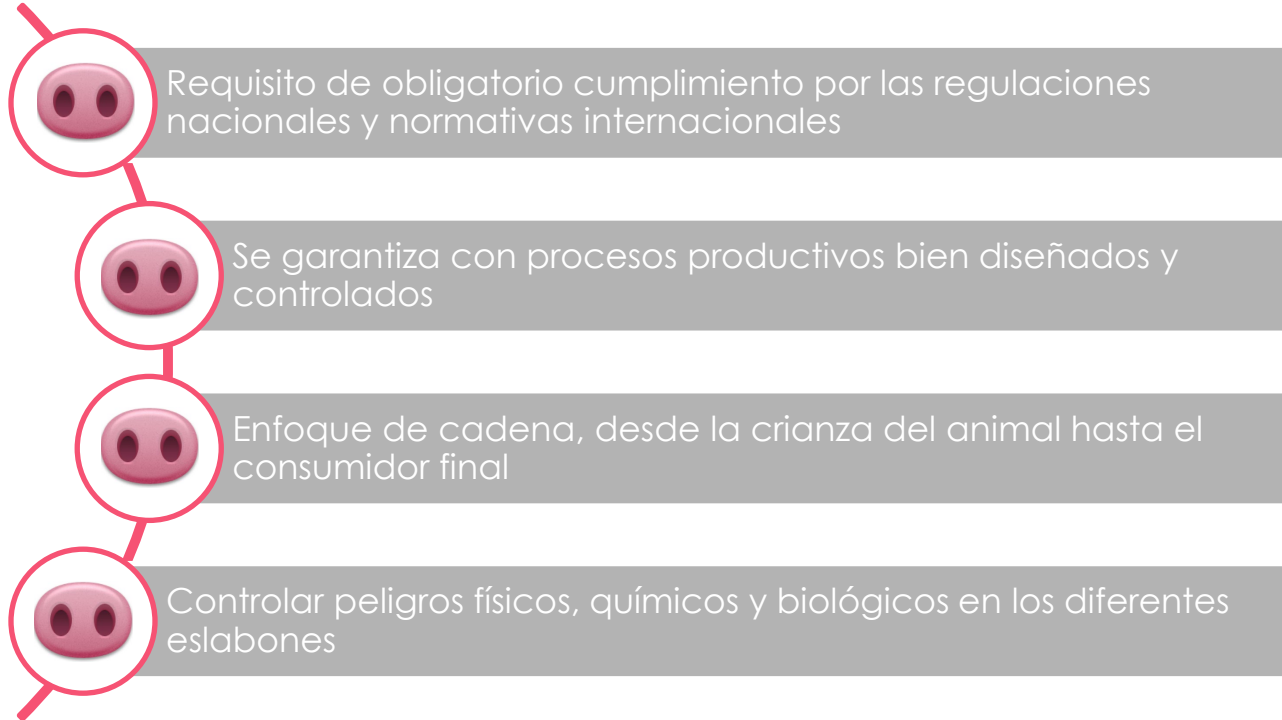 Requisito de obligatorio cumplimiento por las regulaciones
nacionales y normativas internacionales
Se garantiza con procesos productivos bien diseñados y
controlados
Enfoque de cadena, desde la crianza del animal hasta el
consumidor final
Controlar peligros físicos, químicos y biológicos en los diferentes
eslabones